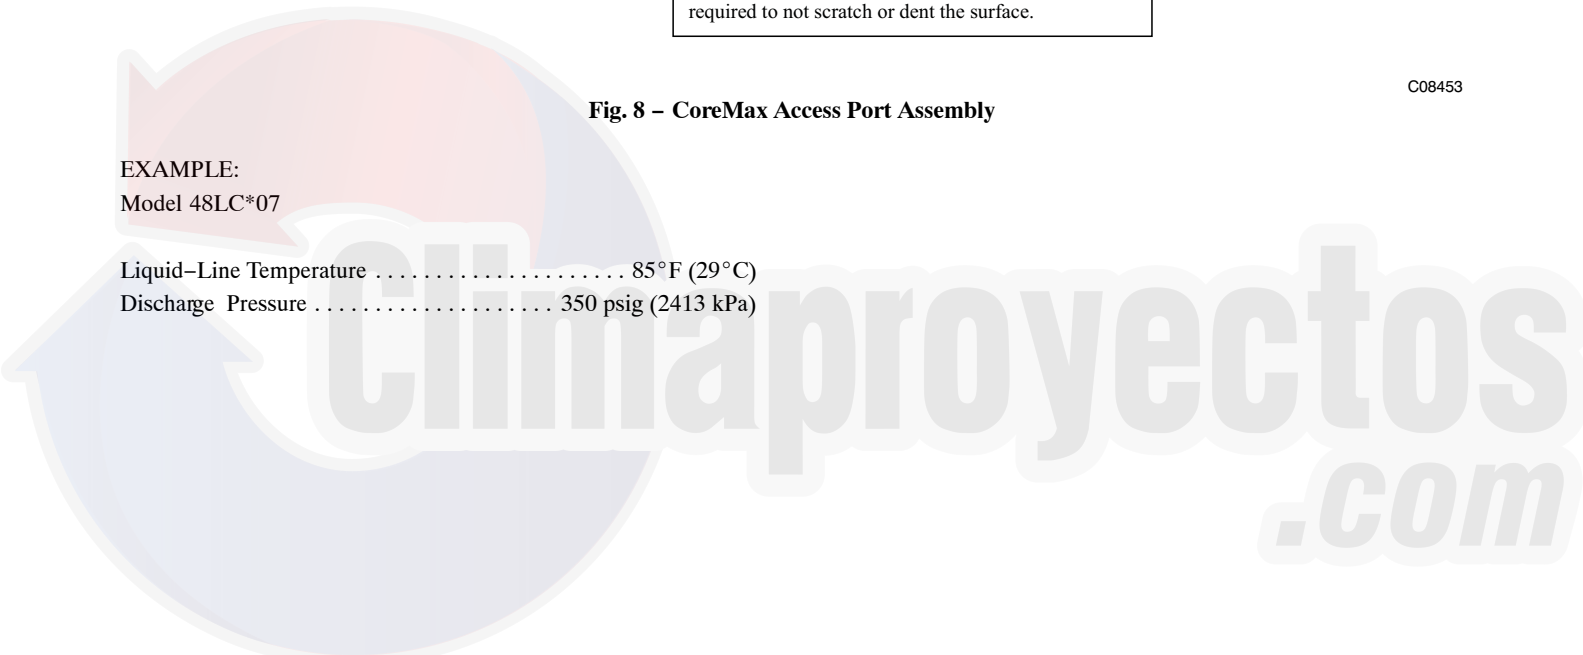 required to not scratch or dent the surface.
C08453
Fig. 8 – CoreMax Access Port Assembly
EXAMPLE:
Model 48LC*07
Liquid–Line Temperature . . . . . . . . . . . . . . . . . . . . . 85°F (29°C)
Discharge Pressure . . . . . . . . . . . . . . . . . . . . 350 psig (2413 kPa)
Climaproyectos
.com